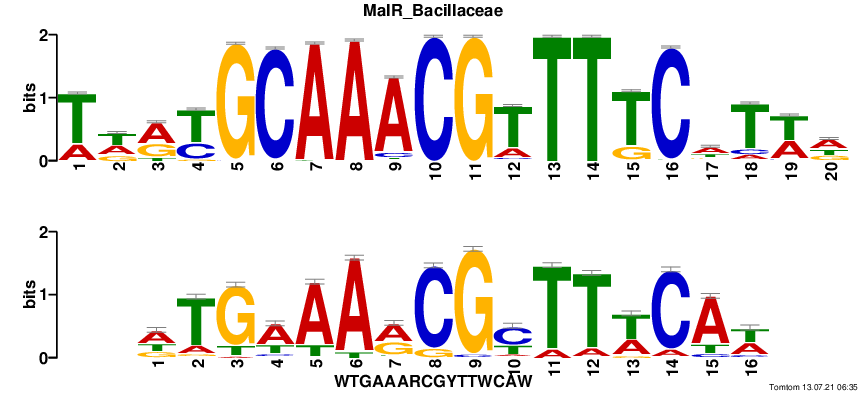 MalR_Bacillaceae
2
1
0
bits
TTATGCAAACGTTTTCATTA
1 2 3 4 5 6 7 8 9 10 11 12 13 14 15 16 17 18 19 20
2
1
0
bits
ATGAAAACGCTTTCAT
1 2 3 4 5 6 7 8 9 10 11 12 13 14 15 16
WTGAAARCGYTTWCAW
Tomtom 13.07.21 06:35